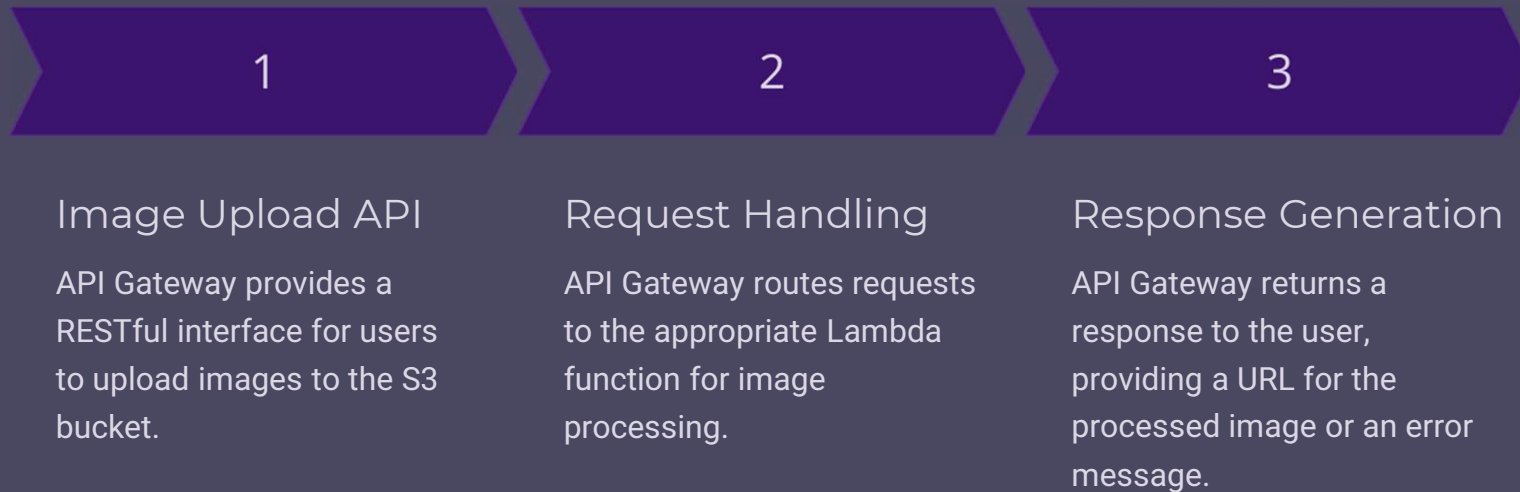 1
2
3
Image Upload API
API Gateway provides a
RESTful interface for users
to upload images to the S3
bucket.
Request Handling
API Gateway routes requests
to the appropriate Lambda
function for image
processing.
Response Generation
API Gateway returns a
response to the user,
providing a URL for the
processed image or an error
message.